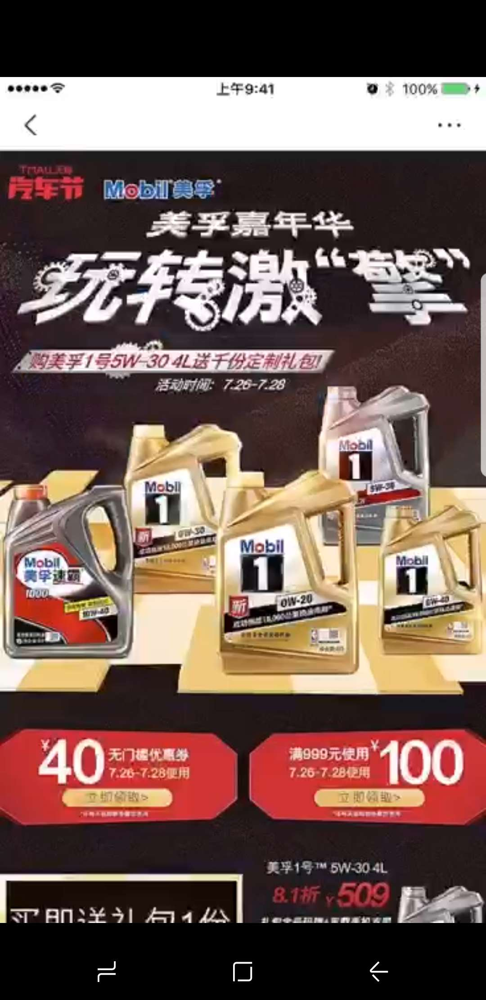 上午9:41
100%
TMALL天猫
汽车节
Mobil 美孚
美孚嘉年华
玩转激“擎”
购美孚1号5W-30 4L送千份定制礼包!
活动时间: 7.26-7.28
Mobil
1
5W-30
Mobil
1
新
0W-30
Mobil
美孚速霸
1000
10W-40
Mobil
1
新
0W-20
Mobil
1
0W-40
¥40
无门槛优惠券
7.26-7.28使用
立即领取>
满999元使用
7.26-7.28使用
¥100
立即领取>
美孚1号™ 5W-30 4L
8.1折 ¥509
买即送礼包1份